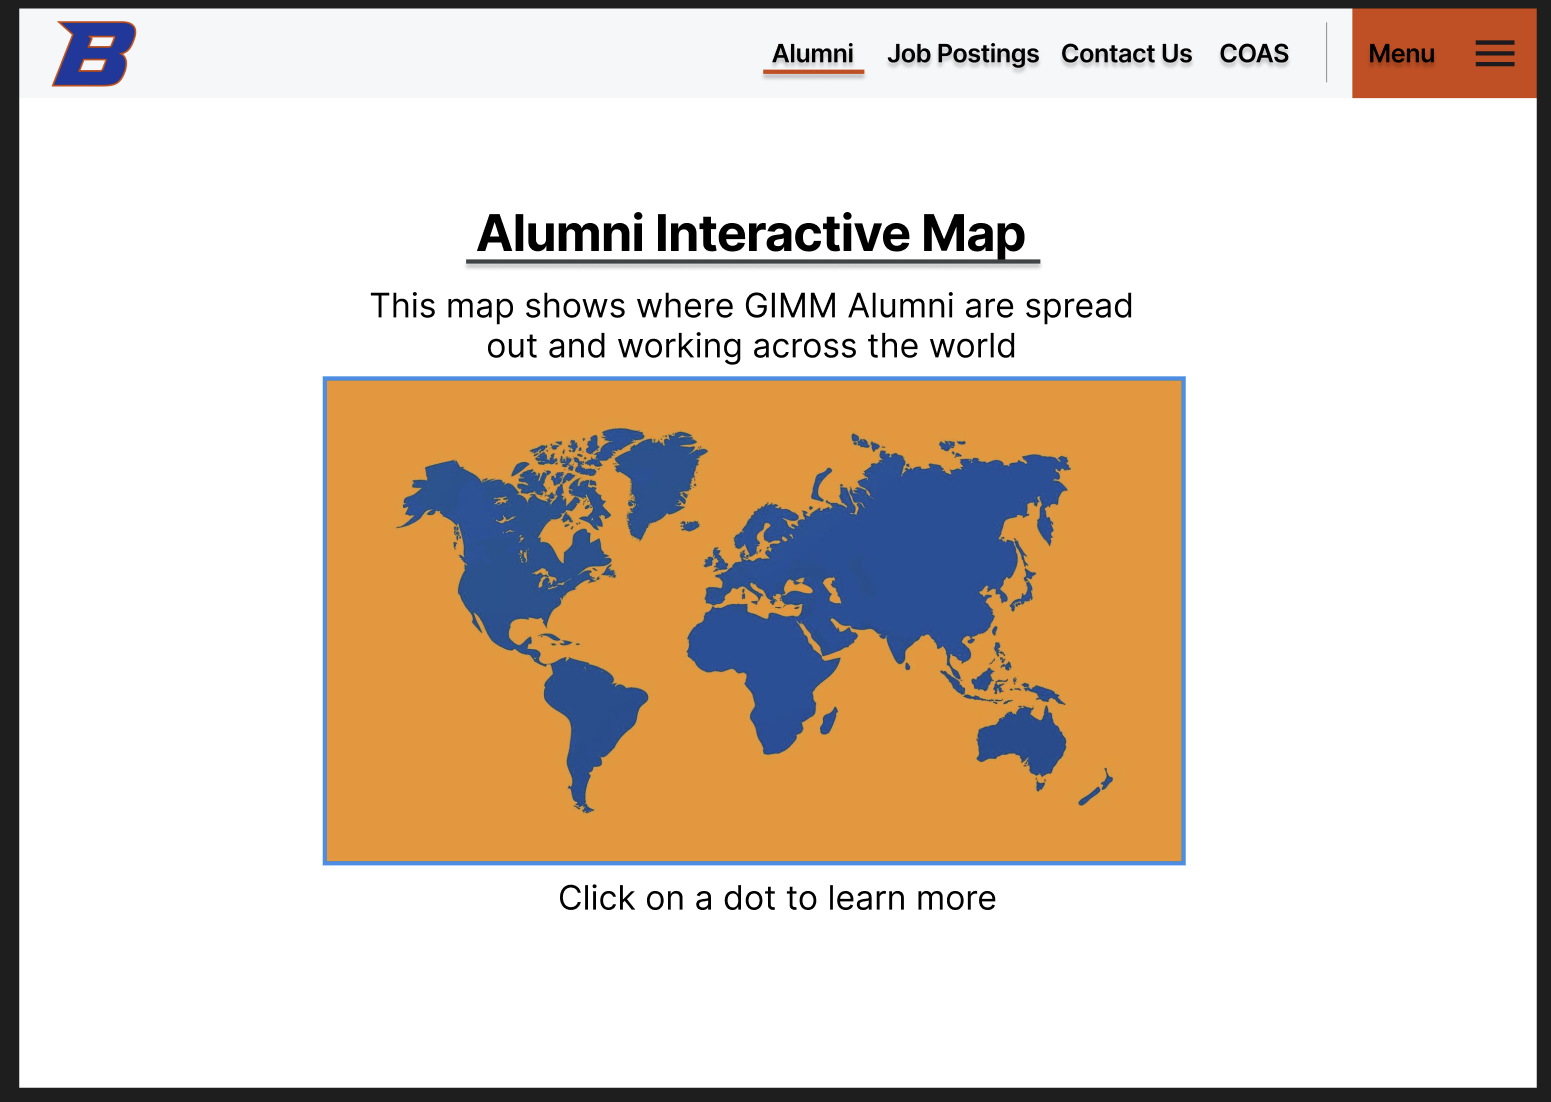 B
Alumni Job Postings Contact Us COAS Menu
Alumni Interactive Map
This map shows where GIMM Alumni are spread
out and working across the world
Click on a dot to learn more